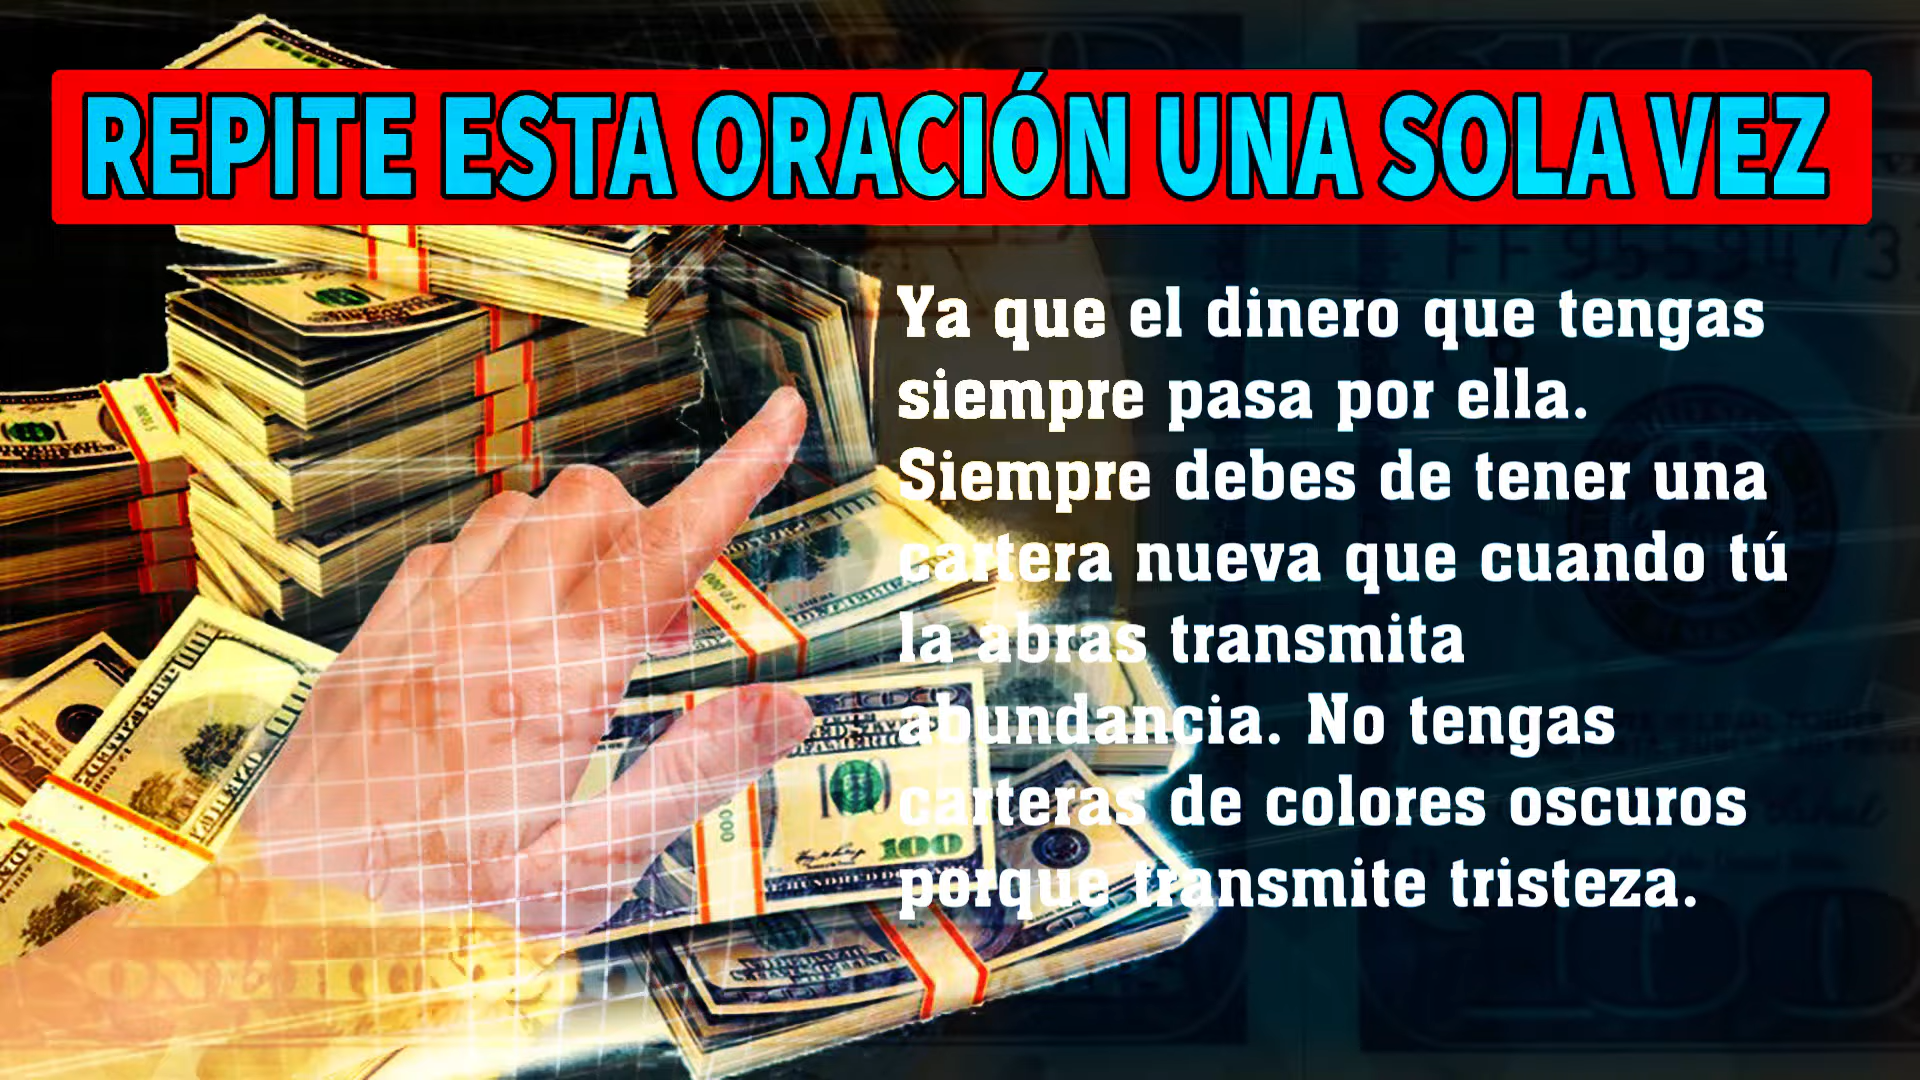 REPITE ESTA ORACIÓN UNA SOLA VEZ
Ya que el dinero que tengas
siempre pasa por ella.
Siempre debes de tener una
cartera nueva que cuando tú
la abras transmita
abundancia. No tengas
carteras de colores oscuros
porque transmite tristeza.
100